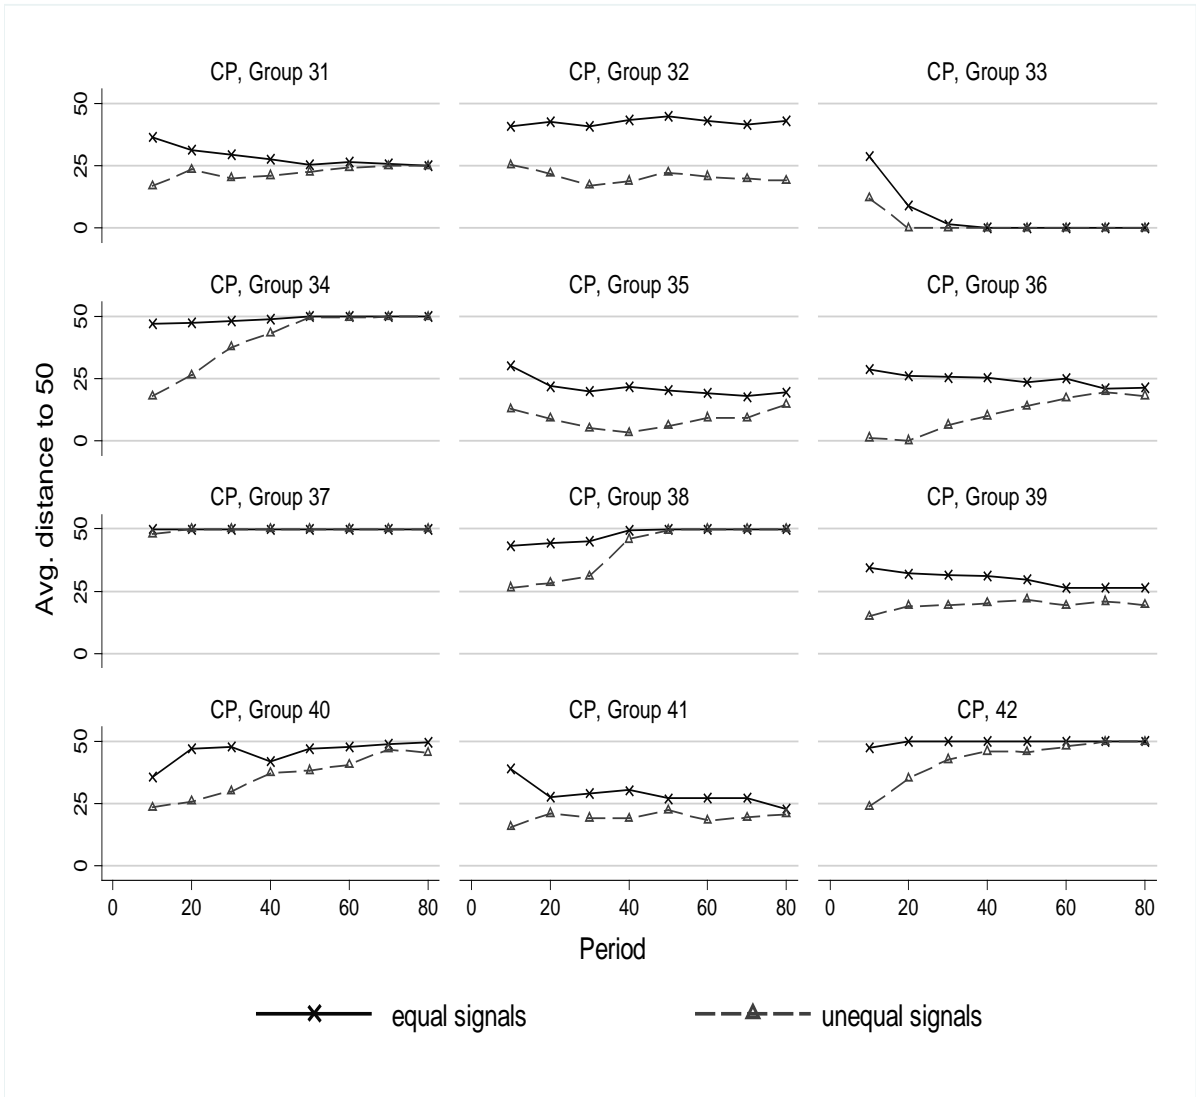 CP, Group 31
CP, Group 32
CP, Group 33
50
25
0
CP, Group 34
CP, Group 35
CP, Group 36
50
25
0
CP, Group 37
CP, Group 38
CP, Group 39
50
25
0
CP, Group 40
CP, Group 41
CP, 42
50
25
0
0 20 40 60 80
0 20 40 60 80
0 20 40 60 80
Avg. distance to 50
Period
equal signals
unequal signals